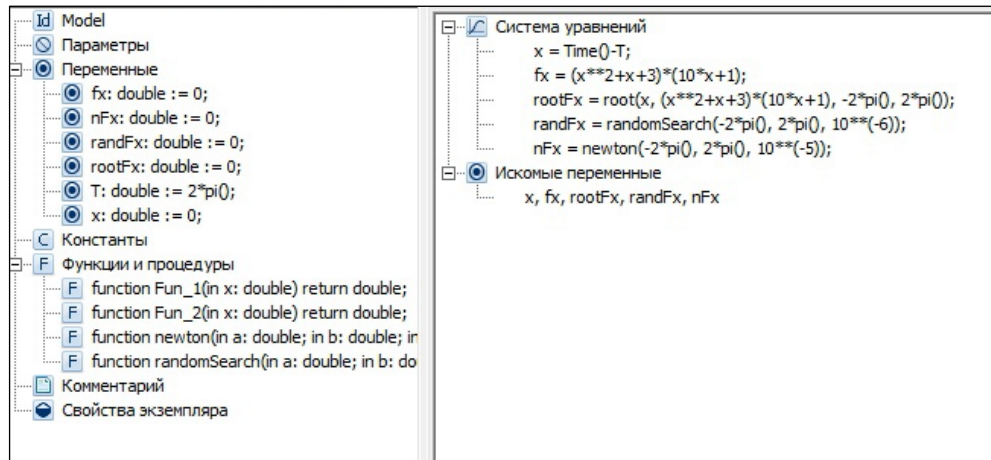 Id Model
Параметры
Переменные
fx: double := 0;
nFx: double := 0;
randFx: double := 0;
rootFx: double := 0;
T: double := 2*pi();
x: double := 0;
C Константы
F Функции и процедуры
F function Fun_1(in x: double) return double;
F function Fun_2(in x: double) return double;
F function newton(in a: double; in b: double; in
F function randomSearch(in a: double; in b: do
Комментарий
Свойства экземпляра
Система уравнений
x = Time()-T;
fx = (x**2+x+3)*(10*x+1);
rootFx = root(x, (x**2+x+3)*(10*x+1), -2*pi(), 2*pi());
randFx = randomSearch(-2*pi(), 2*pi(), 10**(-6));
nFx = newton(-2*pi(), 2*pi(), 10**(-5));
Искомые переменные
x, fx, rootFx, randFx, nFx